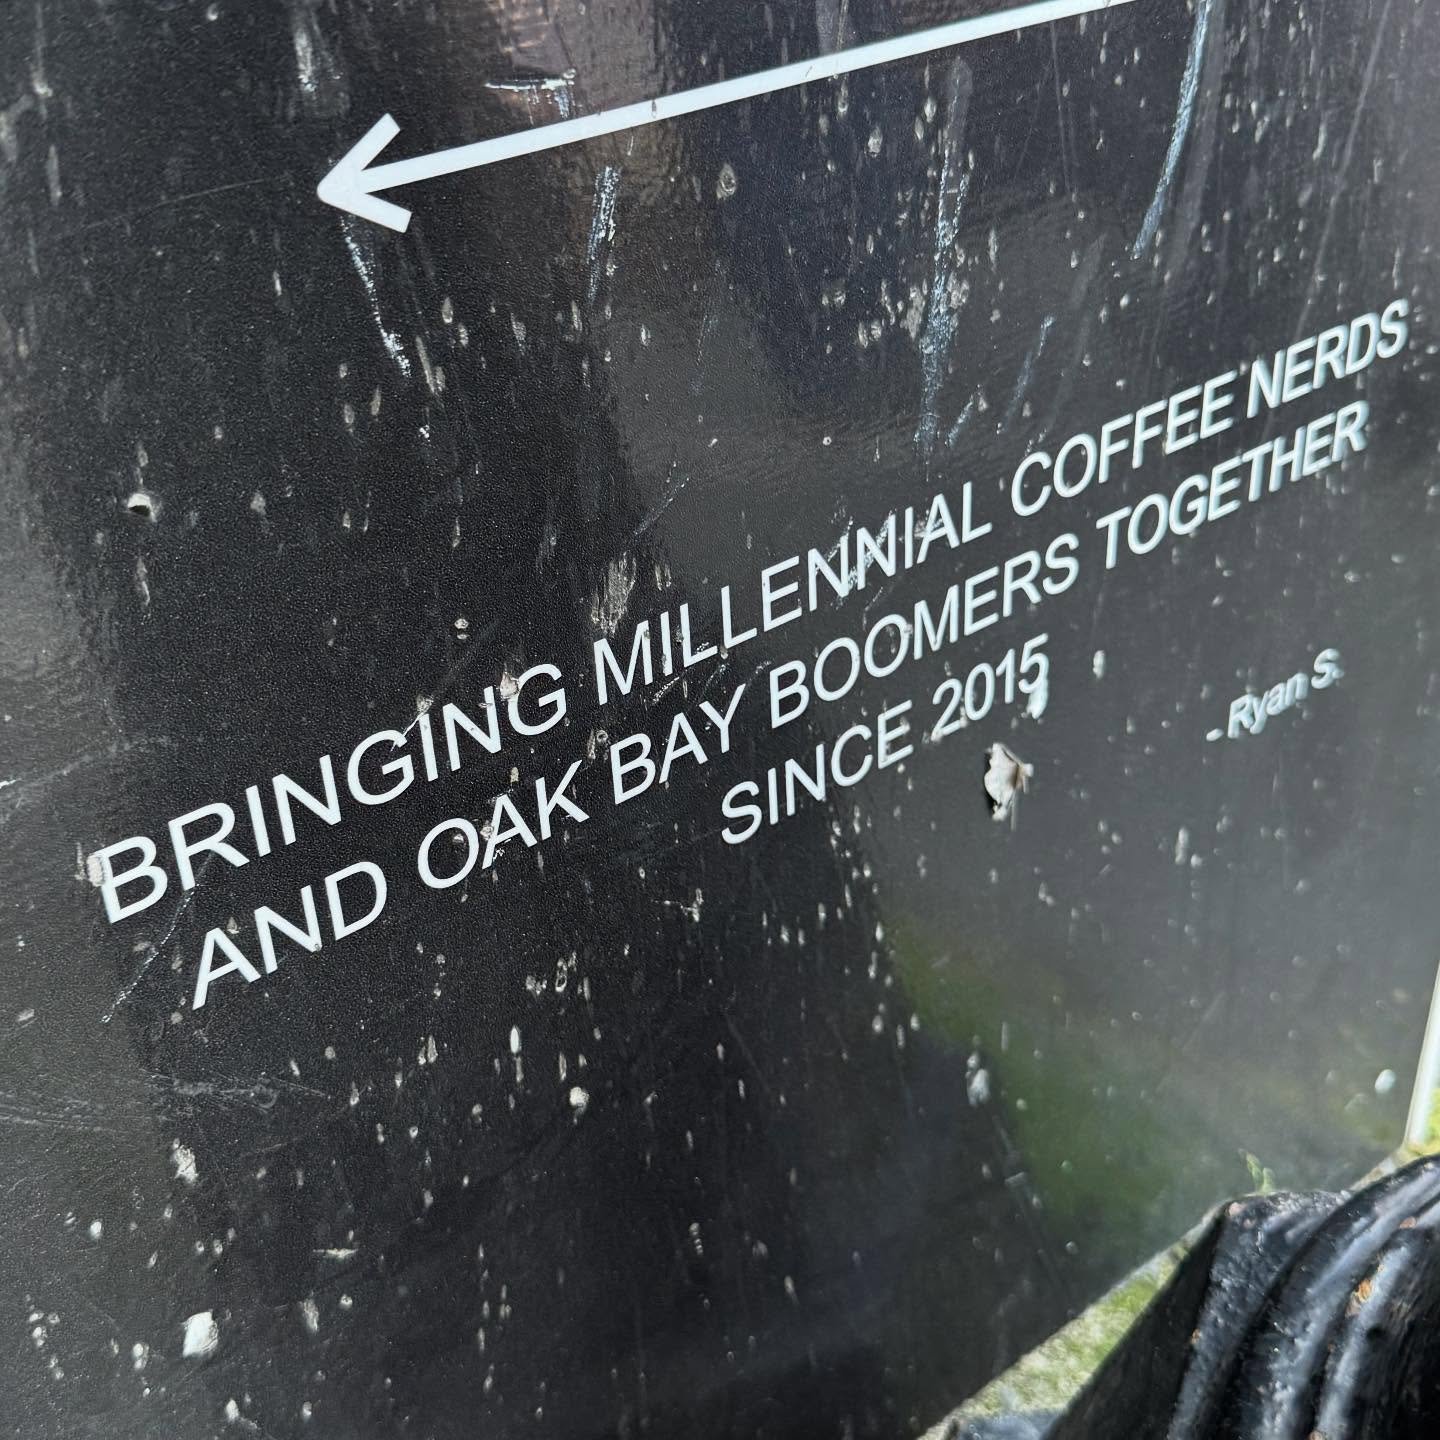 BRINGING MILLENNIAL COFFEE NERDS
AND OAK BAY BOOMERS TOGETHER
SINCE 2015
- Ryan S.